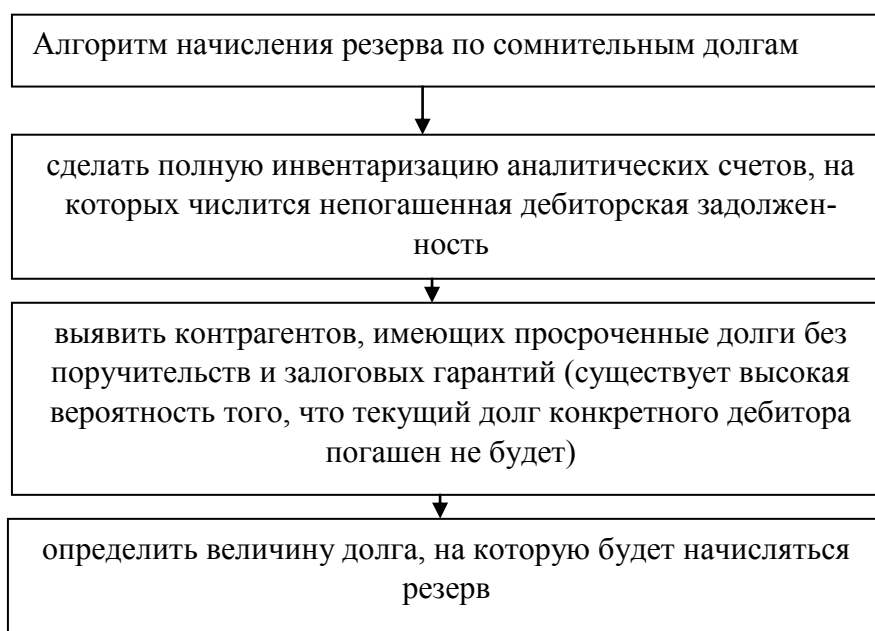 Алгоритм начисления резерва по сомнительным долгам
сделать полную инвентаризацию аналитических счетов, на
которых числится непогашенная дебиторская задолжен-
ность
выявить контрагентов, имеющих просроченные долги без
поручительств и залоговых гарантий (существует высокая
вероятность того, что текущий долг конкретного дебитора
погашен не будет)
определить величину долга, на которую будет начисляться
резерв